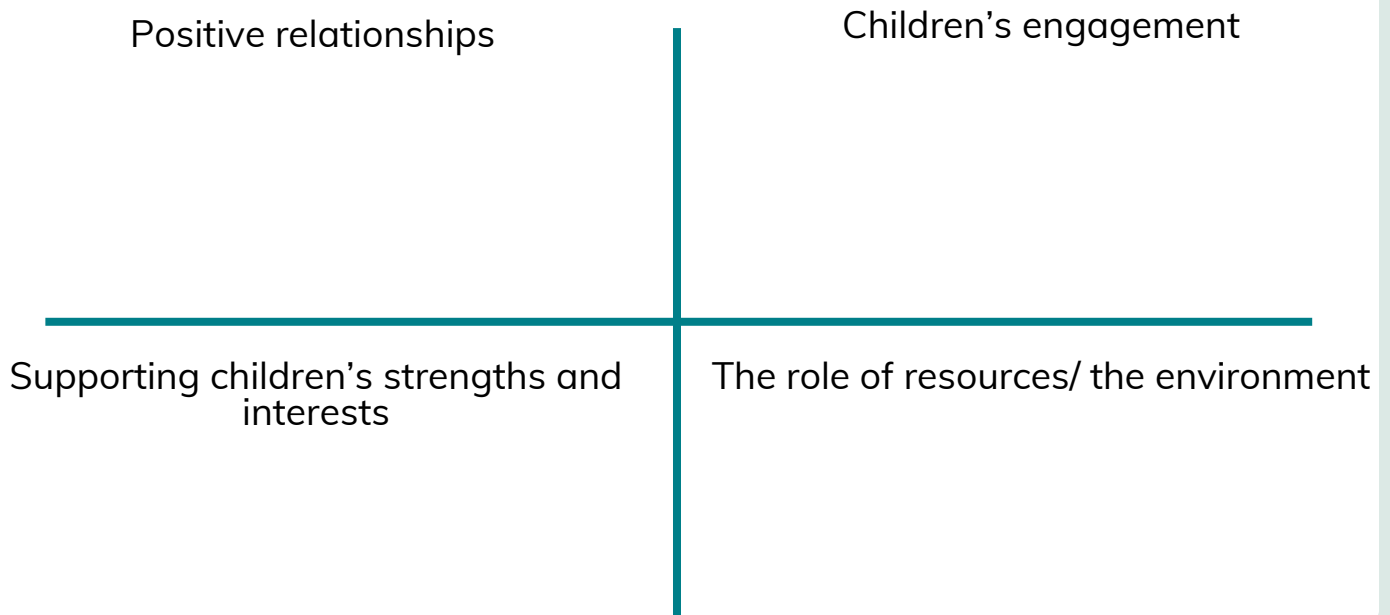 Positive relationships
Children’s engagement
Supporting children’s strengths and
interests
The role of resources/ the environment